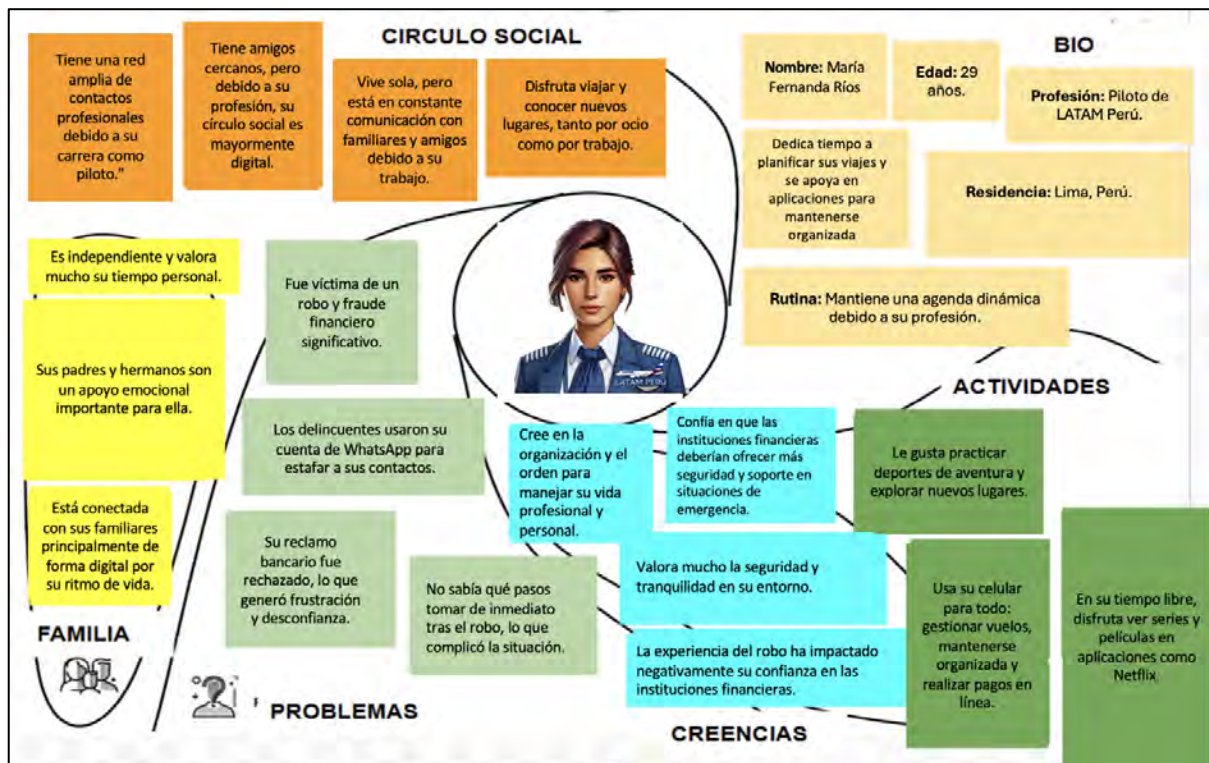 CIRCULO SOCIAL
Tiene una red
amplia de
contactos
profesionales
debido a su
carrera como
piloto.”
Tiene amigos
cercanos, pero
debido a su
profesión, su
círculo social es
mayormente
digital.
Vive sola, pero
está en constante
comunicación con
familiares y amigos
debido a su
trabajo.
Disfruta viajar y
conocer nuevos
lugares, tanto por ocio
como por trabajo.
BIO
Nombre: María
Fernanda Ríos
Edad: 29
años.
Profesión: Piloto de
LATAM Perú.
Dedica tiempo a
planificar sus viajes y
se apoya en
aplicaciones para
mantenerse
organizada
Residencia: Lima, Perú.
Rutina: Mantiene una agenda dinámica
debido a su profesión.
Es independiente y valora
mucho su tiempo personal.
Sus padres y hermanos son
un apoyo emocional
importante para ella.
Está conectada
con sus familiares
principalmente de
forma digital por
su ritmo de vida.
FAMILIA
Fue víctima de un
robo y fraude
financiero
significativo.
Los delincuentes usaron su
cuenta de WhatsApp para
estafar a sus contactos.
Su reclamo
bancario fue
rechazado, lo que
generó frustración
y desconfianza.
No sabía qué pasos
tomar de inmediato
tras el robo, lo que
complicó la situación.
? ;
PROBLEMAS
LATAM PERÚ
Cree en la
organización y el
orden para
manejar su vida
profesional y
personal.
Confía en que las
instituciones financieras
deberían ofrecer más
seguridad y soporte en
situaciones de
emergencia.
Valora mucho la seguridad y
tranquilidad en su entorno.
La experiencia del robo ha impactado
negativamente su confianza en las
instituciones financieras.
CREENCIAS
ACTIVIDADES
Le gusta practicar
deportes de aventura y
explorar nuevos lugares.
Usa su celular
para todo:
gestionar vuelos,
mantenerse
organizada y
realizar pagos en
línea.
En su tiempo libre,
disfruta ver series y
películas en
aplicaciones como
Netflix